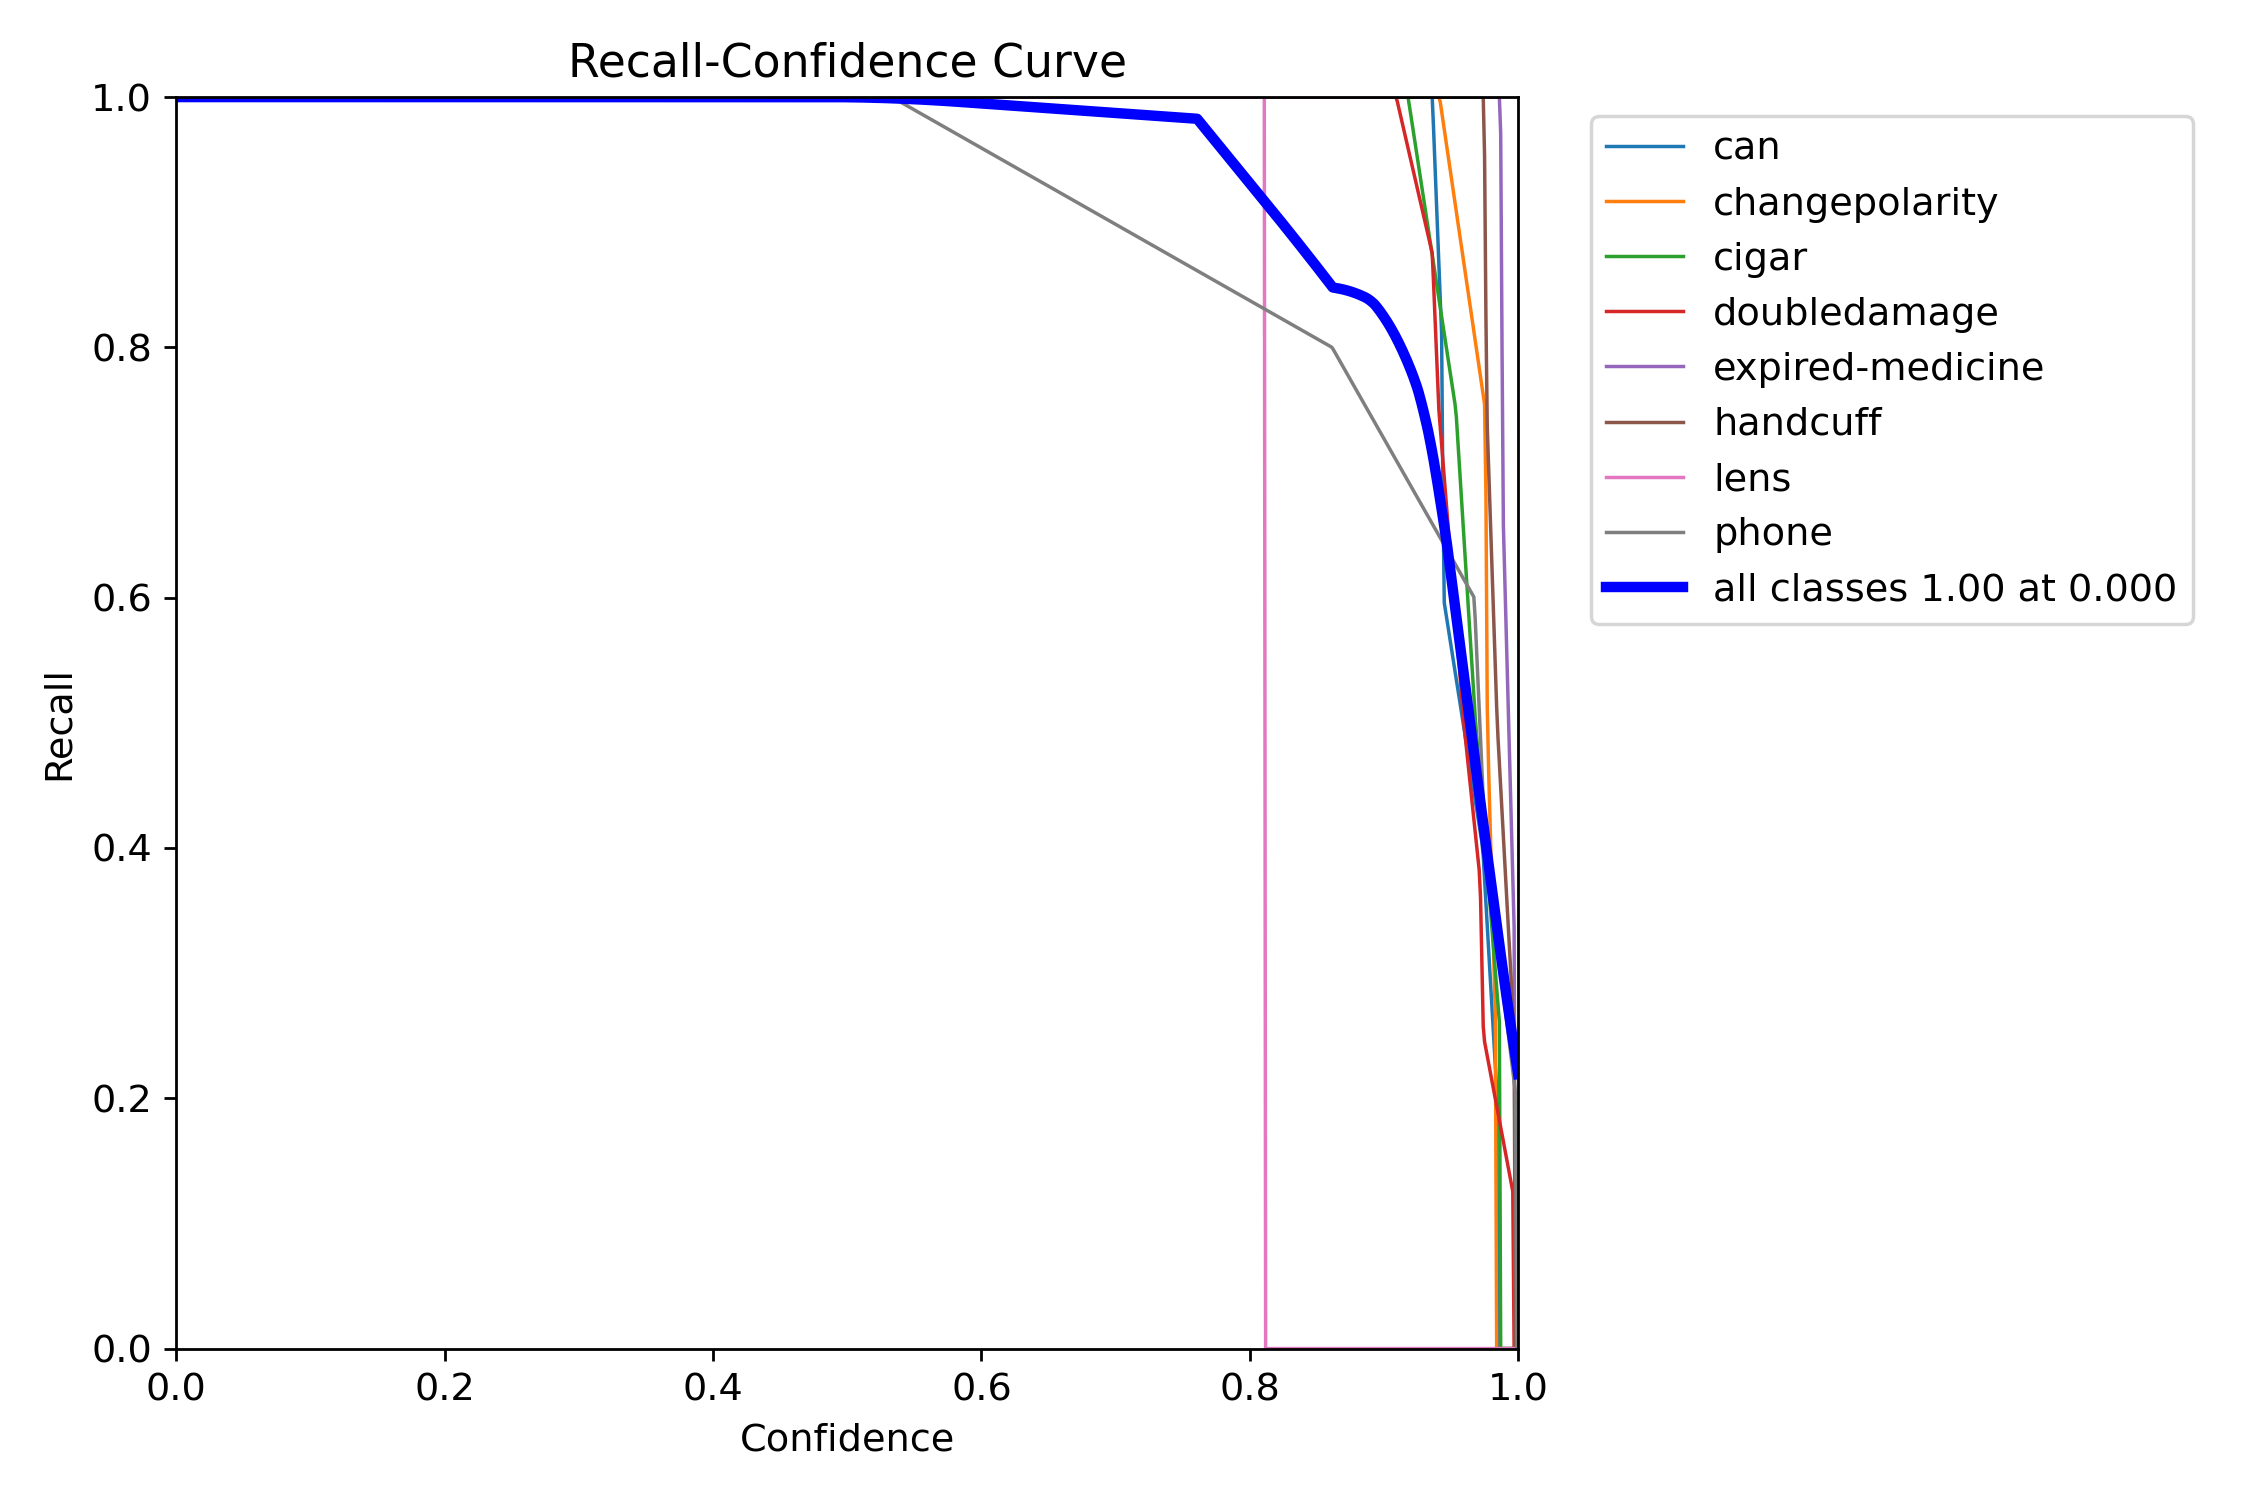 Recall-Confidence Curve
1.0
0.8
0.6
0.4
0.2
0.0
Recall
0.0 0.2 0.4 0.6 0.8 1.0
Confidence
can
changepolarity
cigar
doubledamage
expired-medicine
handcuff
lens
phone
all classes 1.00 at 0.000